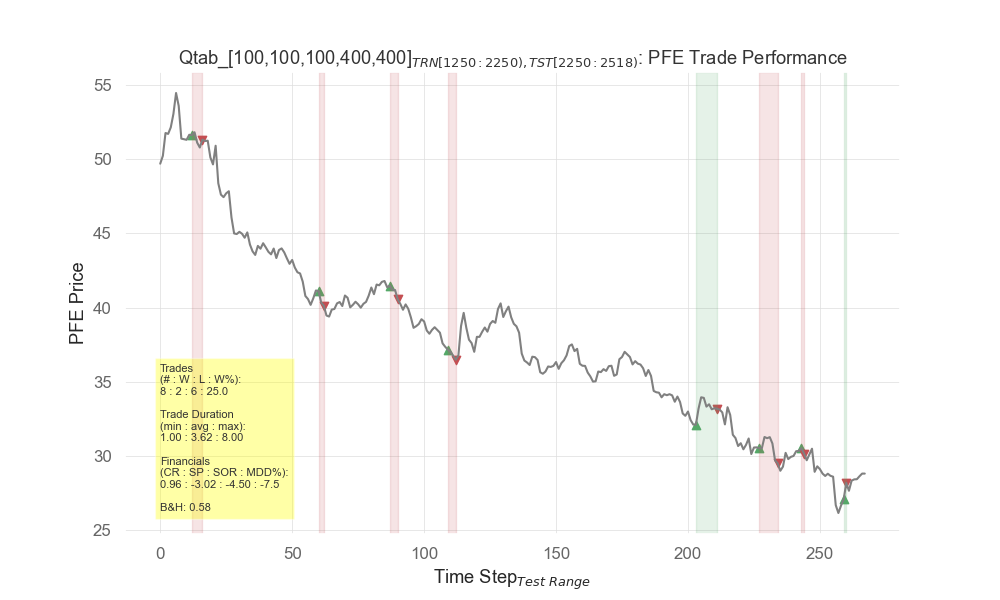 Qtab_[100,100,100,400,400]TRN[1250:2250),TST[2250:2518): PFE Trade Performance
55
50
45
40
35
30
25
PFE Price
Trades
(# : W : L : W%):
8 : 2 : 6 : 25.0
Trade Duration
(min : avg : max):
1.00 : 3.62 : 8.00
Financials
(CR : SP : SOR : MDD%):
0.96 : -3.02 : -4.50 : -7.5
B&H: 0.58
0 50 100 150 200 250
Time Step Test Range